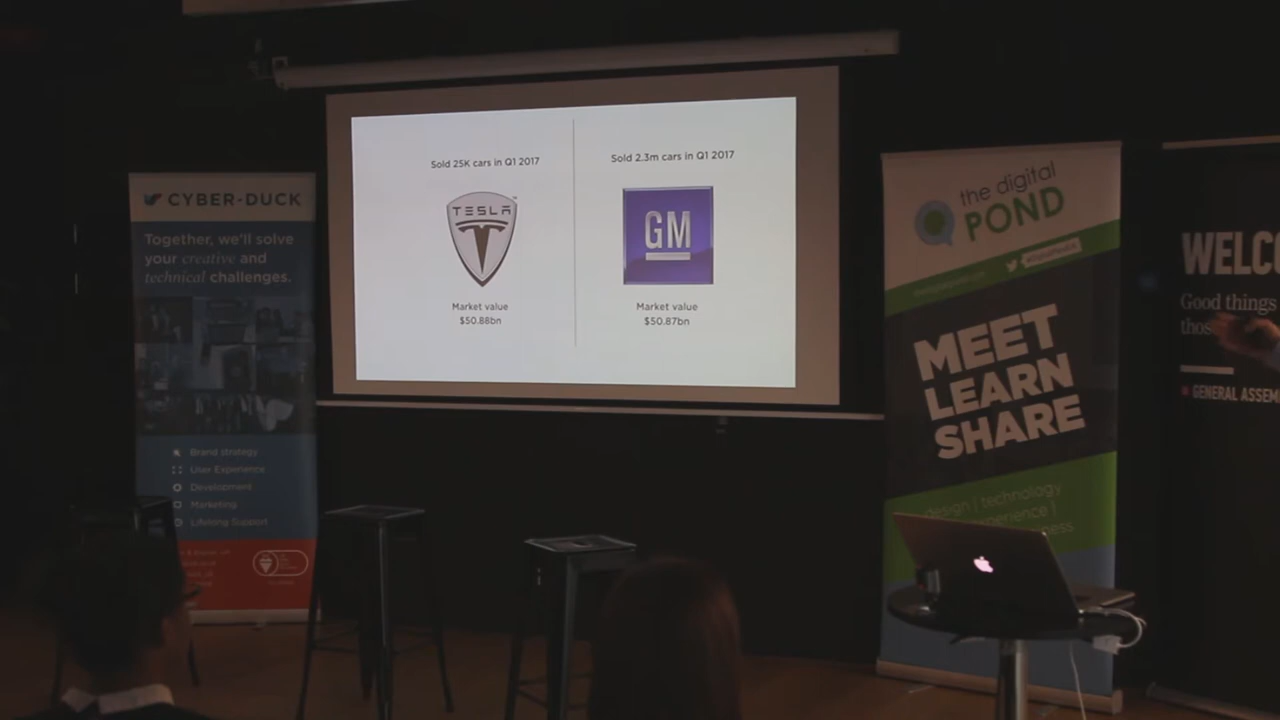 CYBER-DUCK
Together, we'll solve
your creative and
technical challenges.
Brand strategy
User Experience
Development
Marketing
Lifelong Support
Sold 25K cars in Q1 2017
TESLA
Market value
$50.88bn
Sold 2.3m cars in Q1 2017
GM
Market value
$50.87bn
the digital
POND
MEET
LEARN
SHARE
design | technology
WELCO
Good things
GENERAL ASSEM